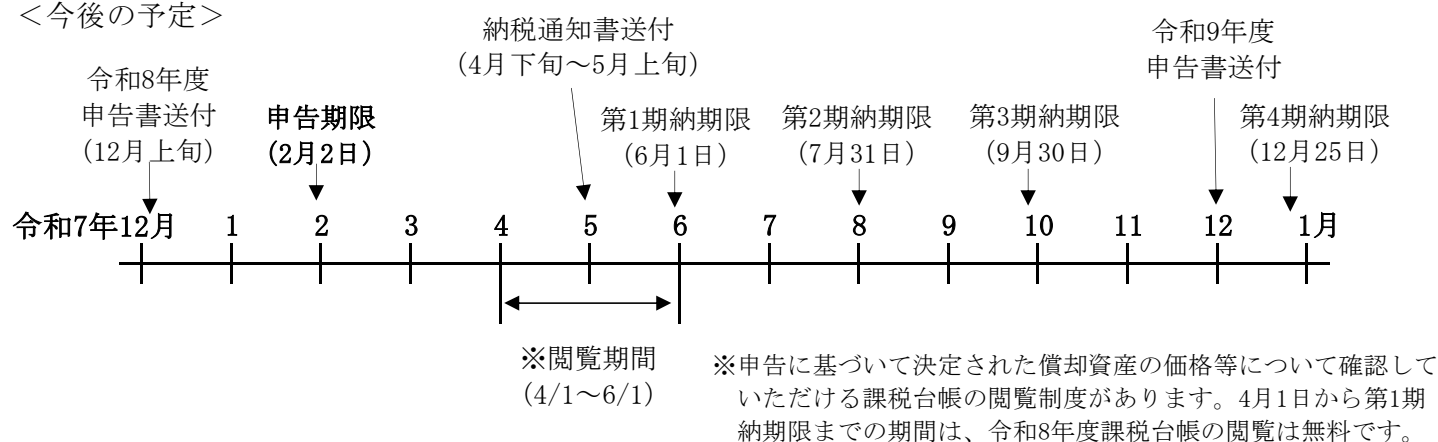 ＜今後の予定＞
令和8年度
申告書送付
(12月上旬)
申告期限
(2月2日)
納税通知書送付
(4月下旬～5月上旬)
第1期納期限
(6月1日)
第2期納期限
(7月31日)
第3期納期限
(9月30日)
令和9年度
申告書送付
第4期納期限
(12月25日)
令和7年12月 1 2 3 4 5 6 7 8 9 10 11 12 1月
※閲覧期間
(4/1～6/1)
※申告に基づいて決定された償却資産の価格等について確認して
いただける課税台帳の閲覧制度があります。4月1日から第1期
納期限までの期間は、令和8年度課税台帳の閲覧は無料です。